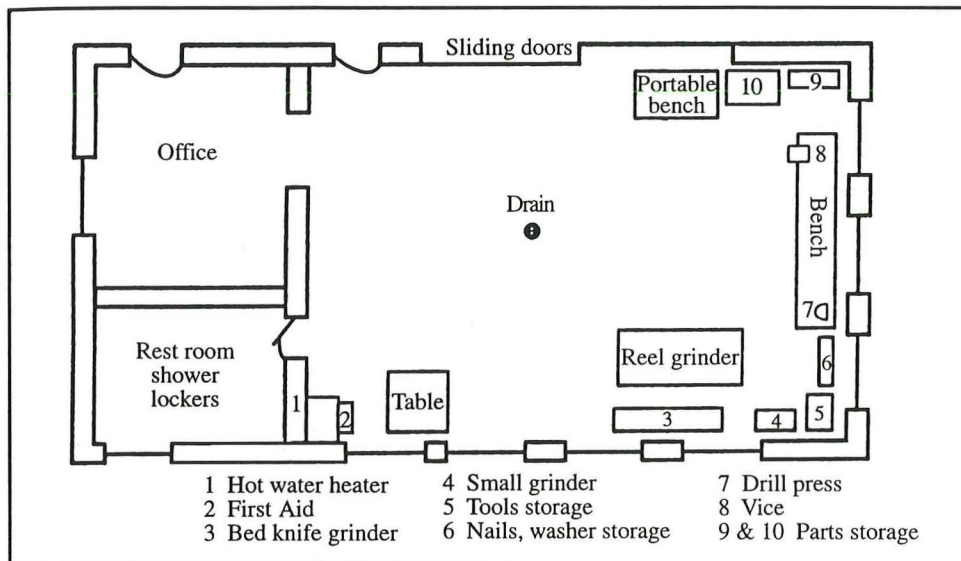 Sliding doors
Portable
bench
10
9
Office
8
Bench
Drain
7
Rest room
shower
lockers
Reel grinder
6
1
2
Table
3
4
5
1 Hot water heater
2 First Aid
3 Bed knife grinder
4 Small grinder
5 Tools storage
6 Nails, washer storage
7 Drill press
8 Vice
9 & 10 Parts storage